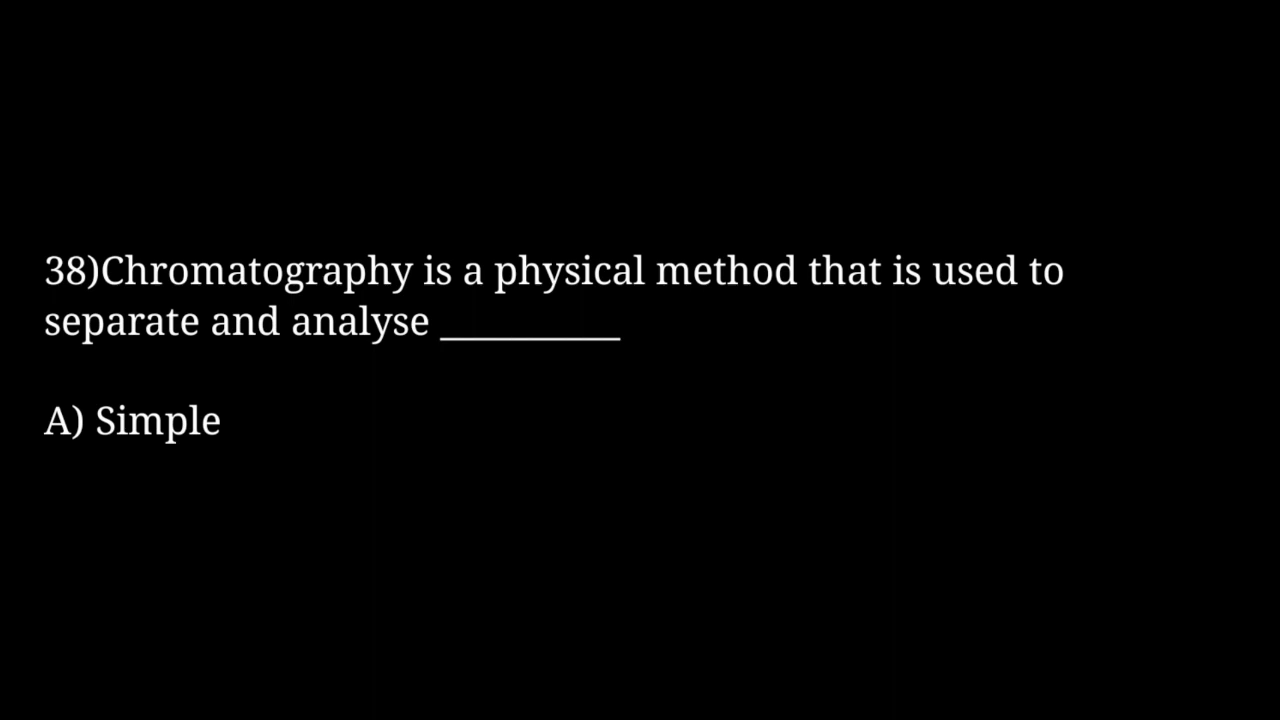 38)Chromatography is a physical method that is used to
separate and analyse __________
A) Simple